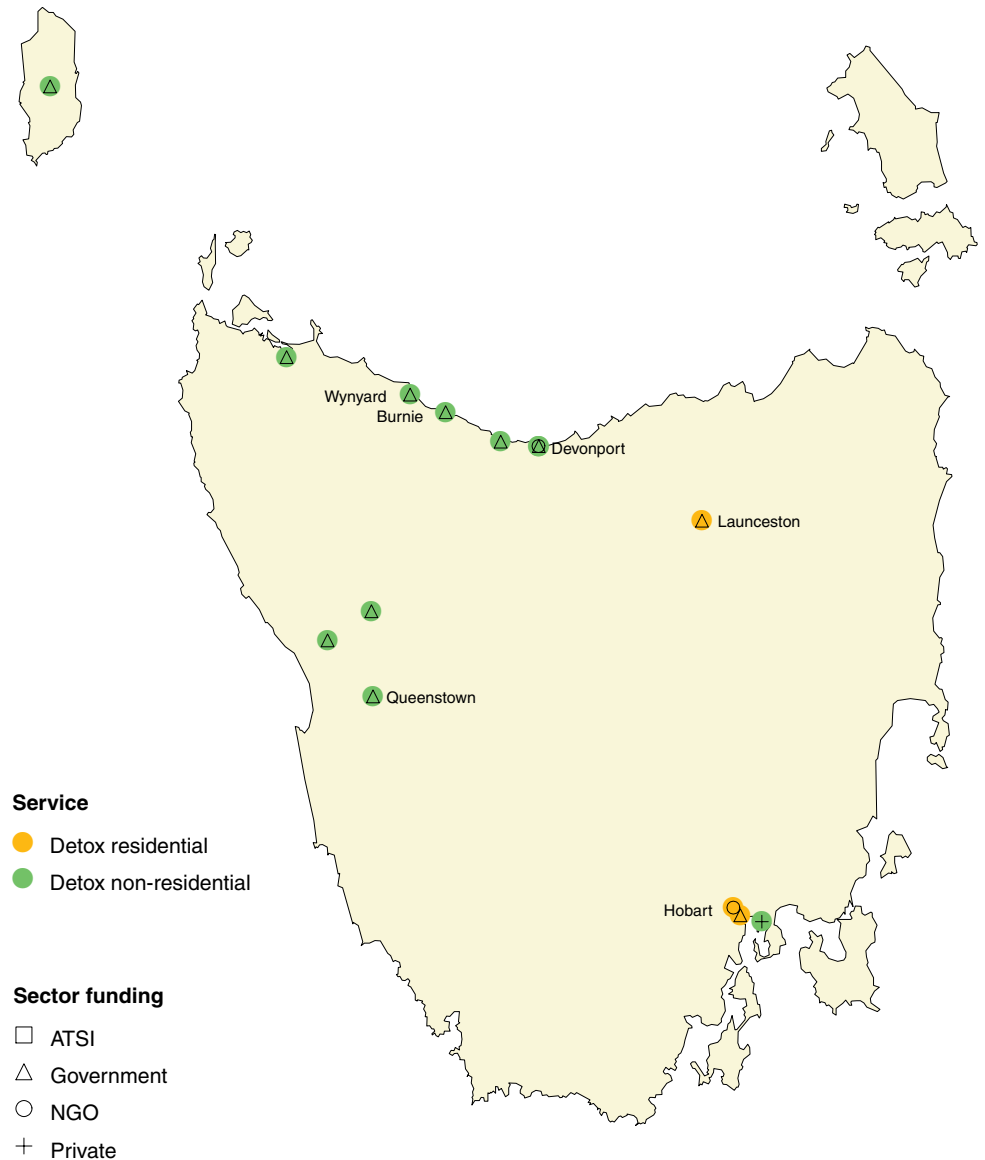 Wynyard
Burnie
Devonport
Launceston
Queenstown
Service
Detox residential
Detox non-residential
Hobart
Sector funding
ATSI
Government
NGO
Private